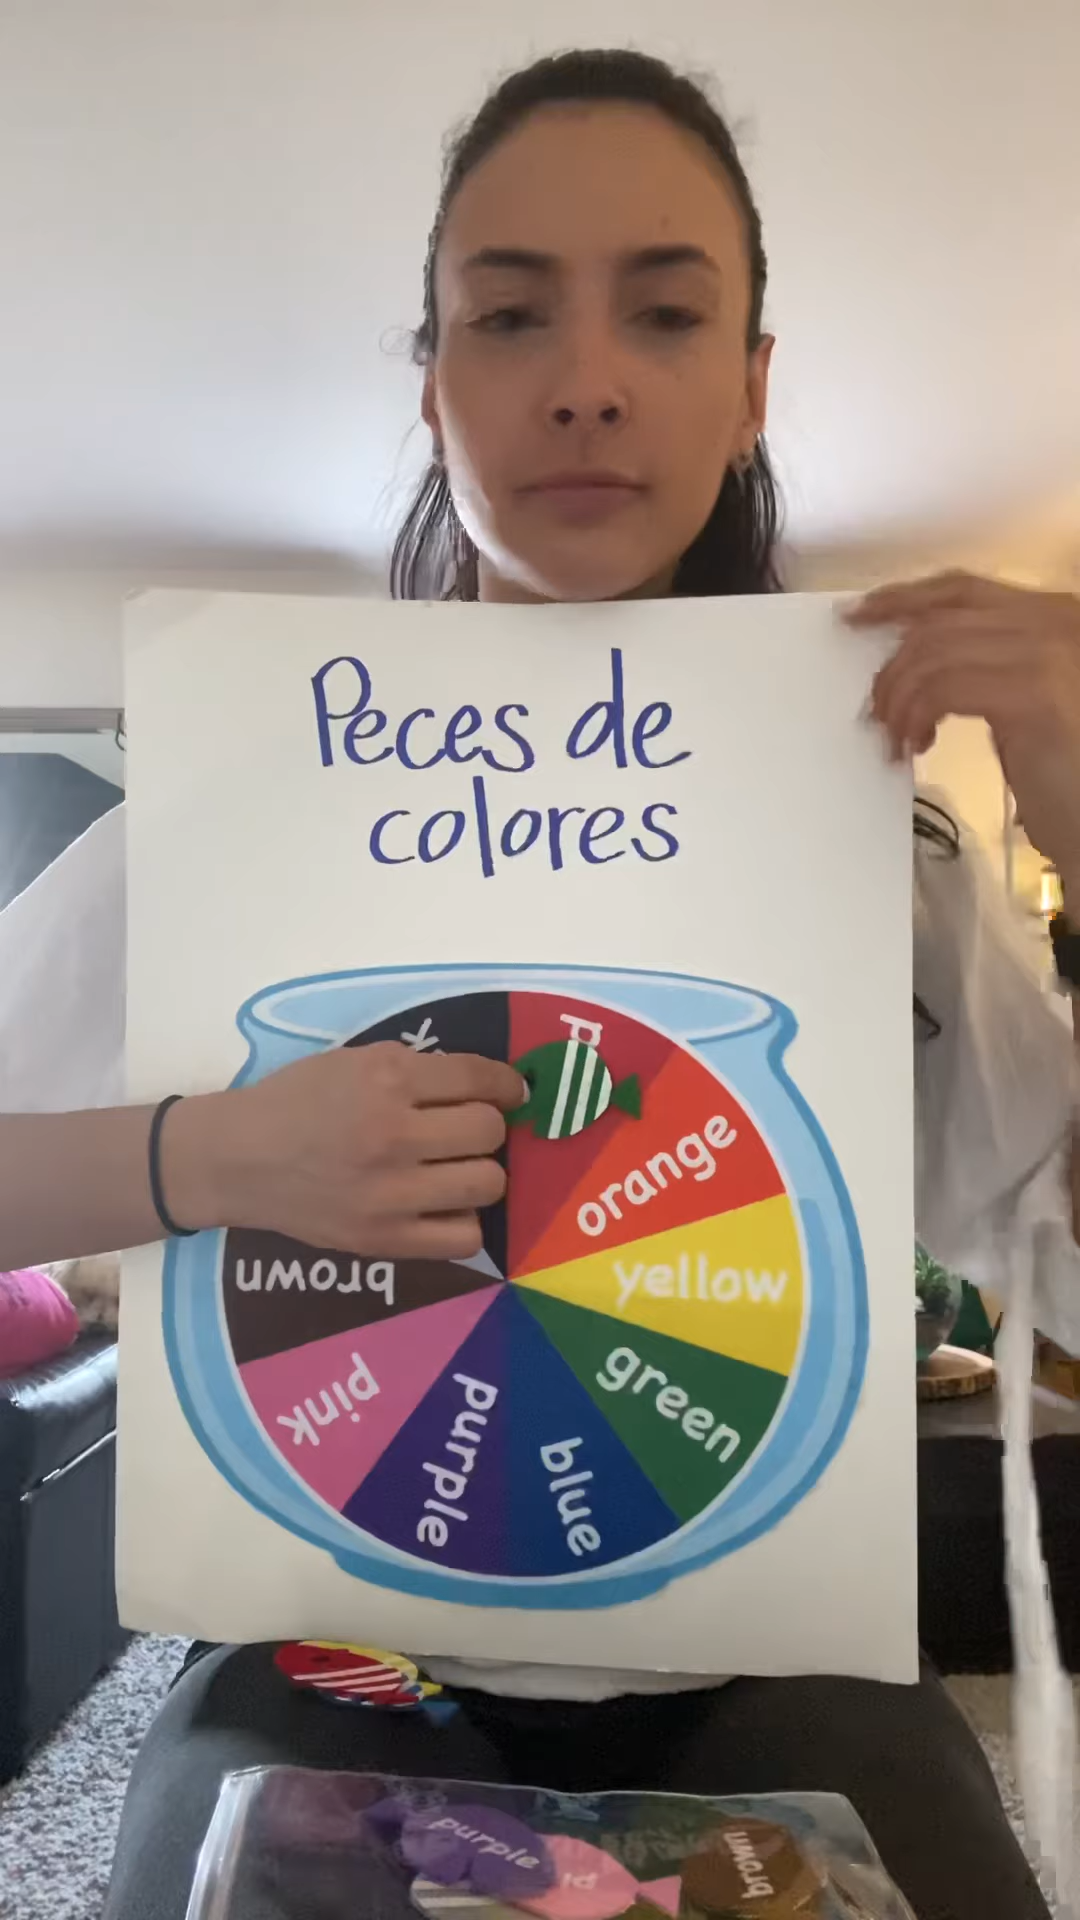 Peces de
colores
orange
yellow
green
blue
purple
pink
brown
purple
brown